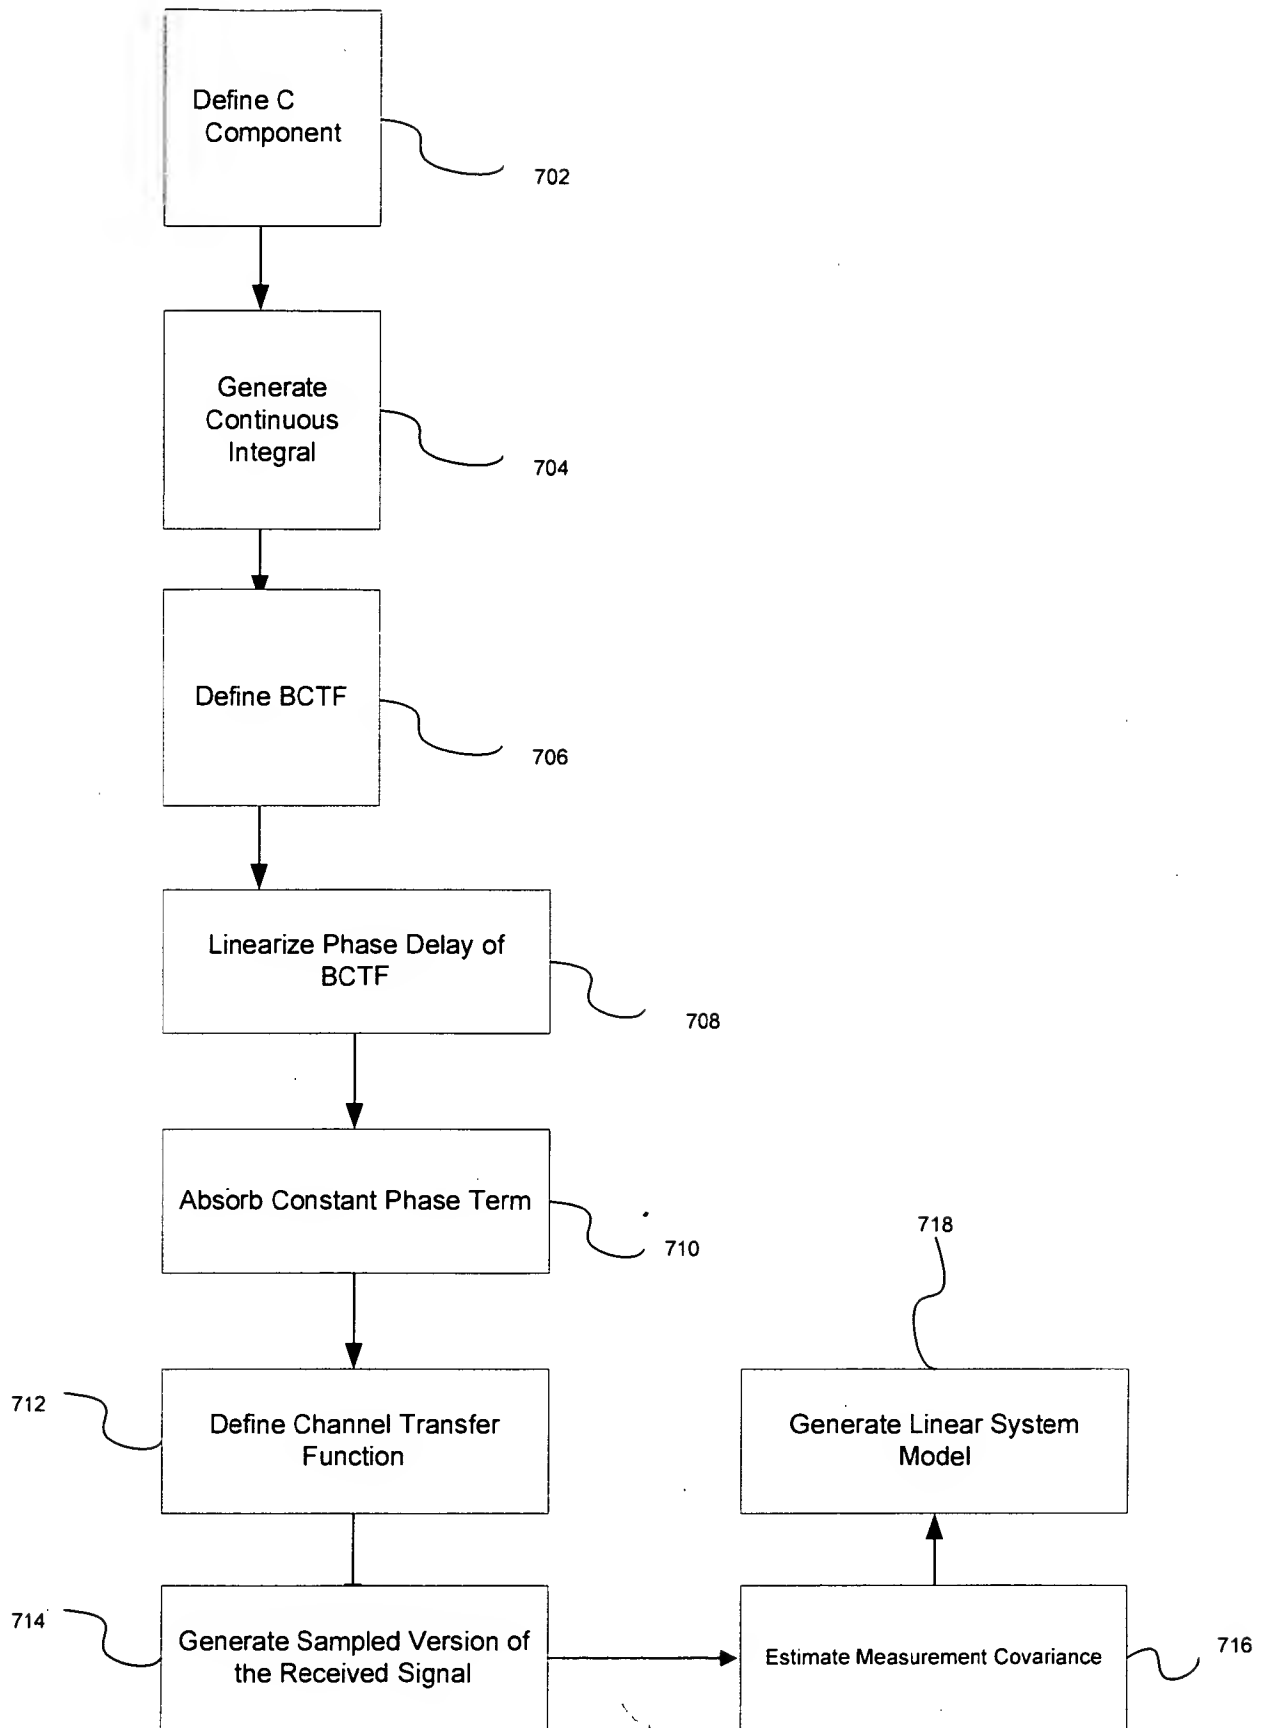 Define C
Component
702
Generate
Continuous
Integral
704
Define BCTF
706
Linearize Phase Delay of
BCTF
708
Absorb Constant Phase Term
710
718
712
Define Channel Transfer
Function
Generate Linear System
Model
714
Generate Sampled Version of
the Received Signal
Estimate Measurement Covariance
716